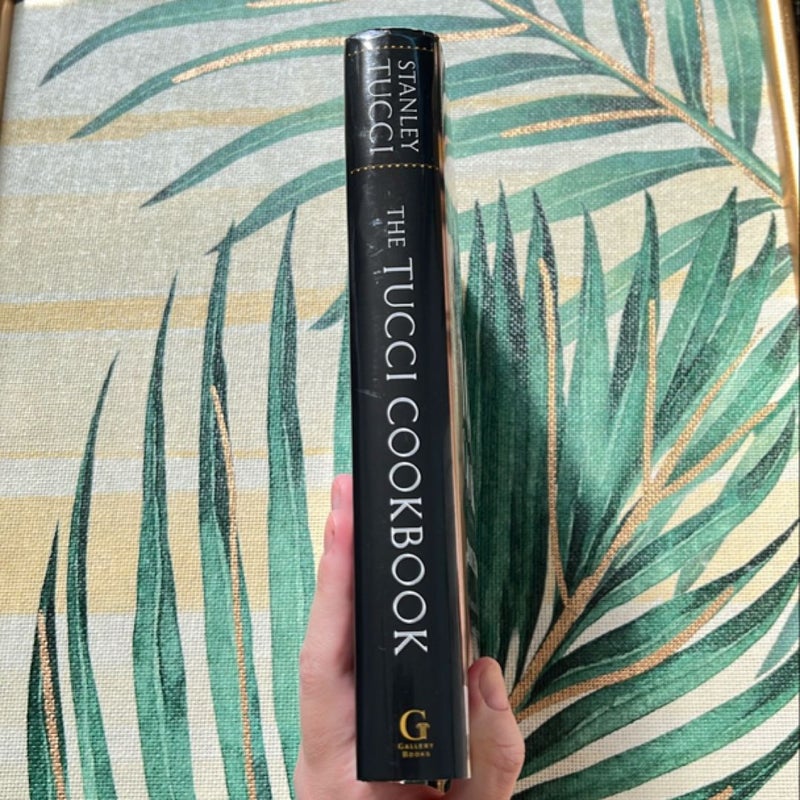 STANLEY
TUCCI
THE TUCCI COOKBOOK
G
GALLERY
BOOKS